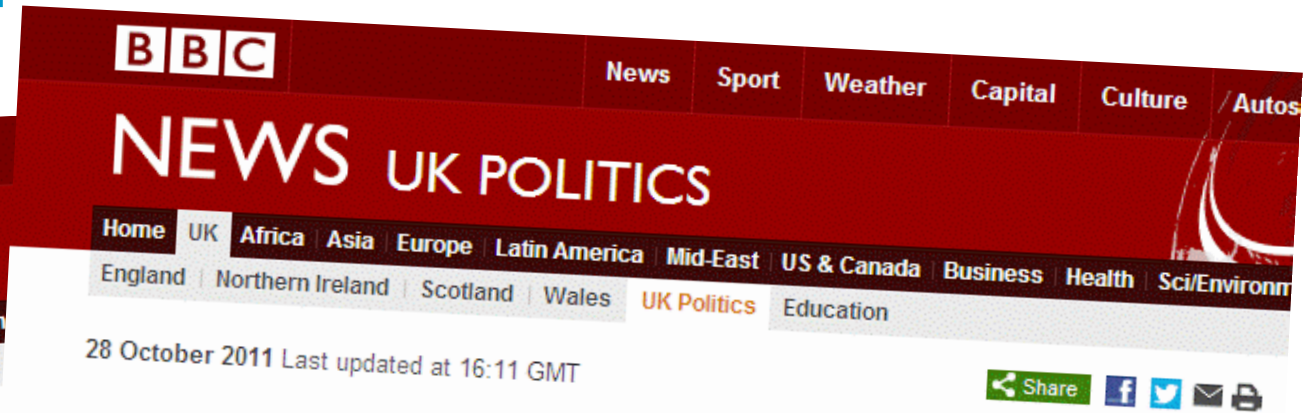 BBC
News Sport Weather Capital Culture Autos
NEWS UK POLITICS
Home UK Africa Asia Europe Latin America Mid-East US & Canada Business Health Sci/Environm
England Northern Ireland Scotland Wales UK Politics Education
28 October 2011 Last updated at 16:11 GMT
Share f